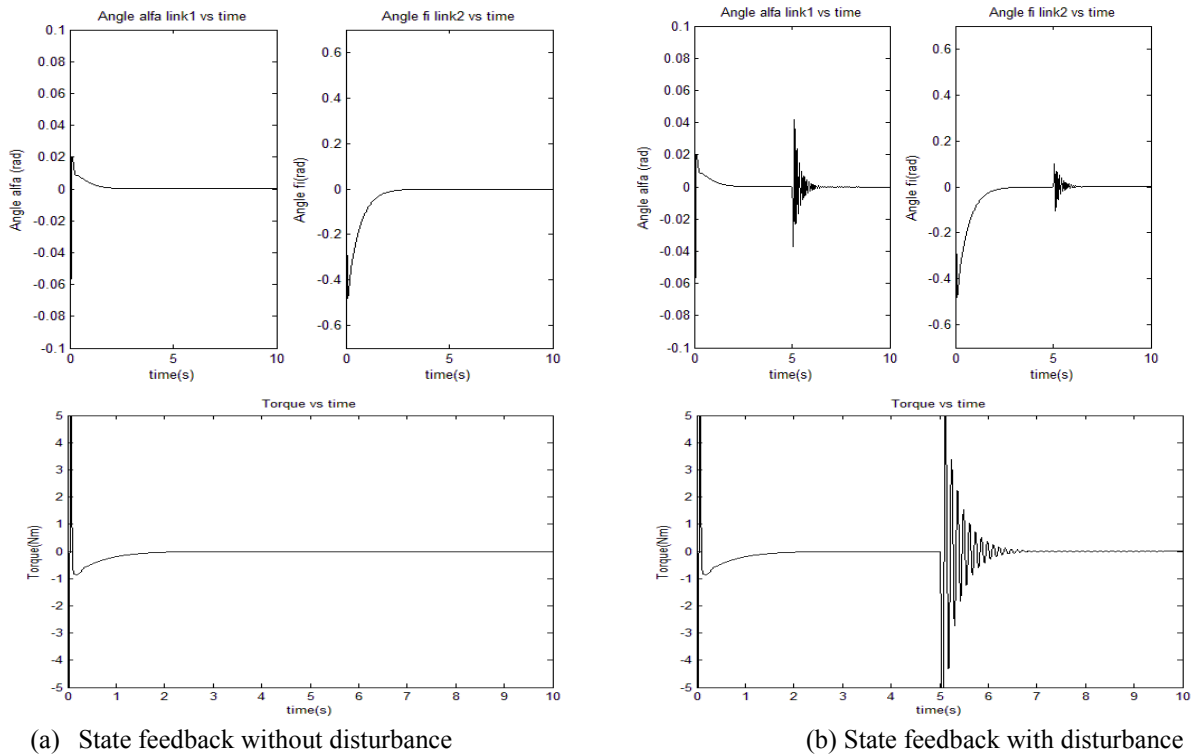 Angle alfa link1 vs time
Angle fi link2 vs time
Angle alfa link1 vs time
Angle fi link2 vs time
Angle alfa (rad)
0.1
0.08
0.06
0.04
0.02
0
-0.02
-0.04
-0.06
-0.08
-0.1
0 5 10
time(s)
Angle fi(rad)
0.6
0.4
0.2
0
-0.2
-0.4
-0.6
0 5 10
time(s)
Angle alfa (rad)
0.1
0.08
0.06
0.04
0.02
0
-0.02
-0.04
-0.06
-0.08
-0.1
0 5 10
time(s)
Angle fi(rad)
0.6
0.4
0.2
0
-0.2
-0.4
-0.6
0 5 10
time(s)
Torque vs time
Torque(Nm)
5
4
3
2
1
0
-1
-2
-3
-4
-5
0 1 2 3 4 5 6 7 8 9 10
time(s)
Torque vs time
Torque(Nm)
5
4
3
2
1
0
-1
-2
-3
-4
-5
0 1 2 3 4 5 6 7 8 9 10
time(s)
(a) State feedback without disturbance
(b) State feedback with disturbance